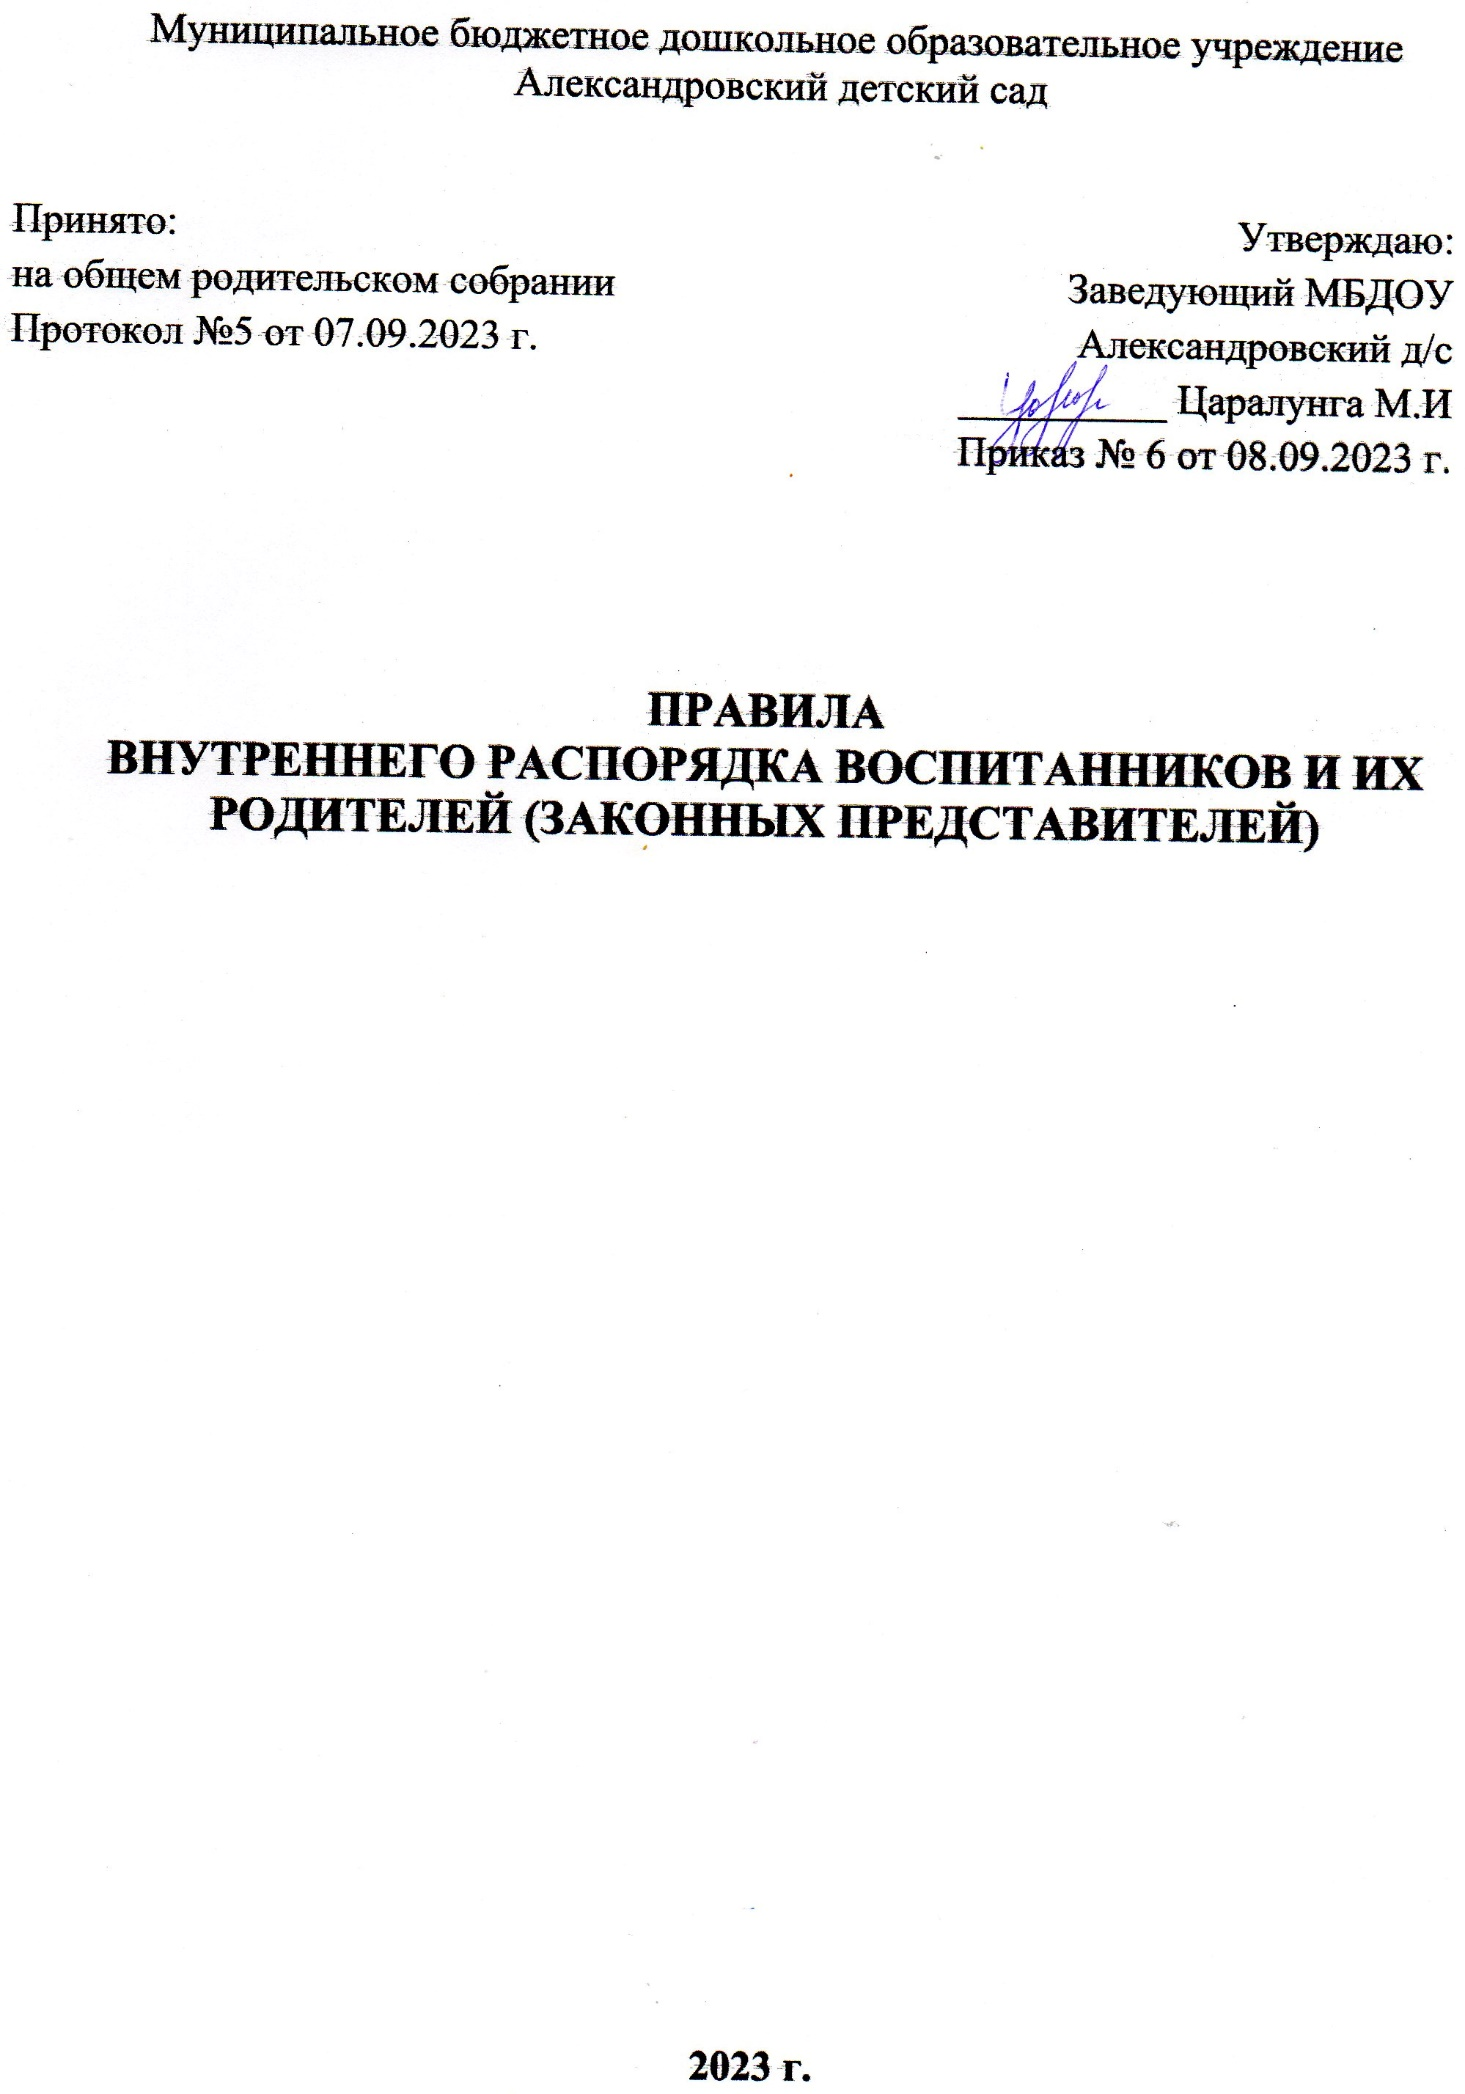 Муниципальное бюджетное дошкольное образовательное учреждение
Александровский детский сад
Принято:
на общем родительском собрании
Протокол №5 от 07.09.2023 г.
Утверждаю:
Заведующий МБДОУ
Александровский д/с
__________ Царалунга М.И
Приказ № 6 от 08.09.2023 г.
ПРАВИЛА
ВНУТРЕННЕГО РАСПОРЯДКА ВОСПИТАННИКОВ И ИХ
РОДИТЕЛЕЙ (ЗАКОННЫХ ПРЕДСТАВИТЕЛЕЙ)
2023 г.